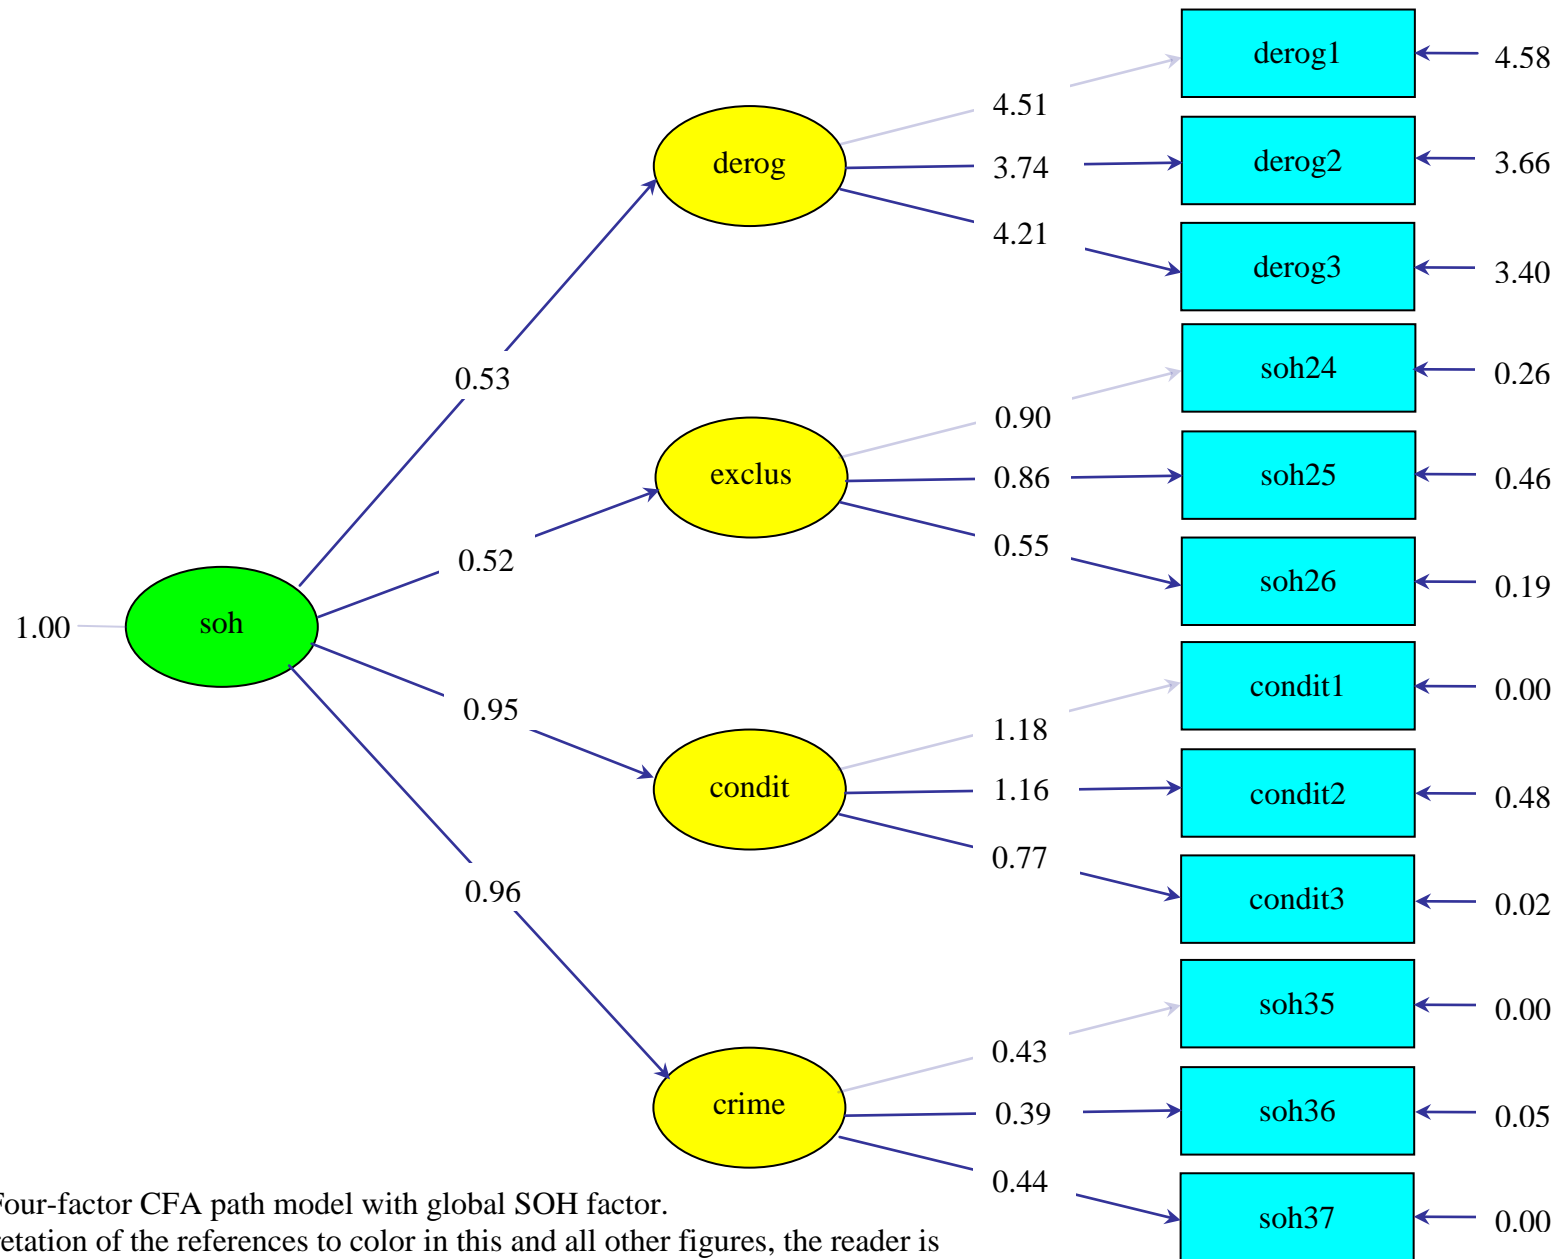 derog1
4.58
4.51
derog
derog2
3.74
3.66
4.21
derog3
3.40
0.53
soh24
0.26
0.90
exclus
0.86
soh25
0.46
0.52
0.55
soh26
0.19
1.00
soh
condit1
0.00
0.95
1.18
condit
1.16
condit2
0.48
0.77
0.96
condit3
0.02
soh35
0.00
0.43
crime
0.39
soh36
0.05
0.44
soh37
0.00
Four-factor CFA path model with global SOH factor.
of the references to color in this and all other figures, the reader is